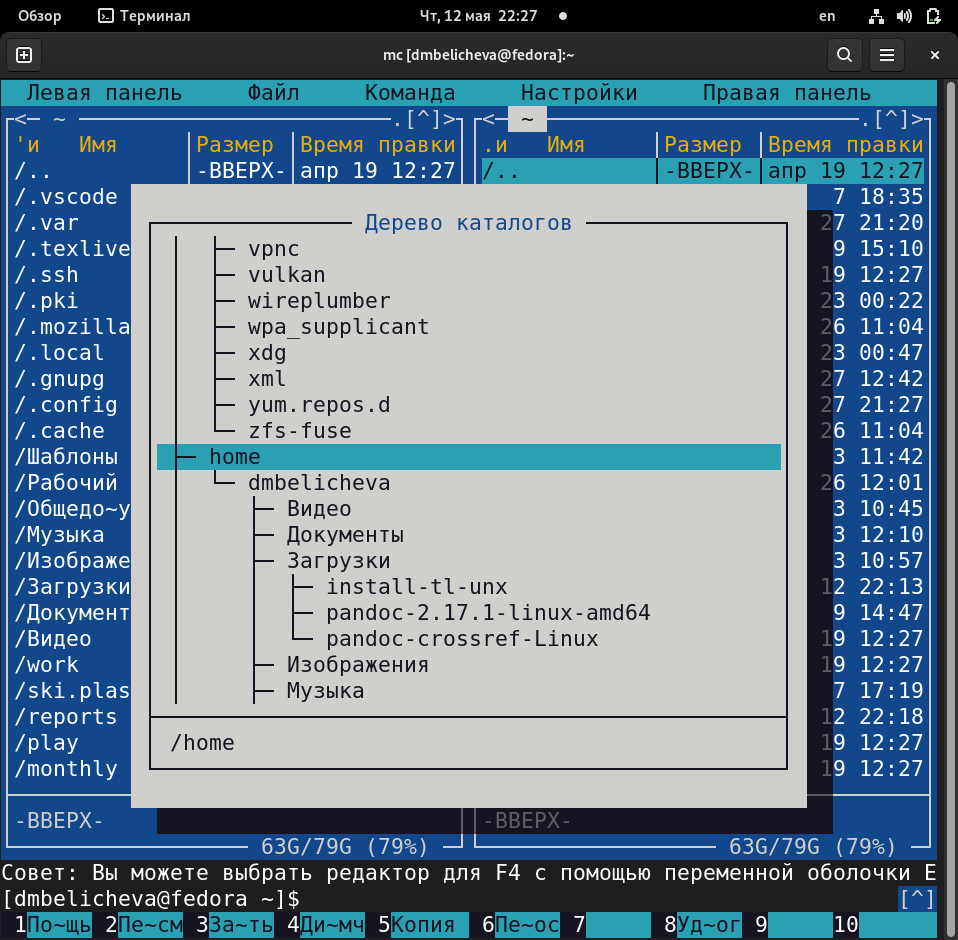 Обзор Терминал Чт, 12 мая 22:27 en
mc [dmbelicheva@fedora]:~
Левая панель Файл Команда Настройки Правая панель
<— ~ .[^]> <— ~ .[^]>
'и Имя Размер Время правки .и Имя Размер Время правки
/.. -ВВЕРХ- апр 19 12:27 /.. -ВВЕРХ- апр 19 12:27
/.vscode 7 18:35
/.var Дерево каталогов 27 21:20
/.texlive vpnc 9 15:10
/.ssh vulkan 19 12:27
/.pki wireplumber 23 00:22
/.mozilla wpa_supplicant 26 11:04
/.local xdg 23 00:47
/.gnupg xml 27 12:42
/.config yum.repos.d 27 21:27
/.cache zfs-fuse 26 11:04
/Шаблоны home 3 11:42
/Рабочий dmbelicheva 26 12:01
/Общедо~у Видео 3 10:45
/Музыка Документы 3 12:10
/Изображе Загрузки 3 10:57
/Загрузки install-tl-unx 12 22:13
/Документ pandoc-2.17.1-linux-amd64 9 14:47
/Видео pandoc-crossref-Linux 19 12:27
/work Изображения 19 12:27
/ski.plas Музыка 7 17:19
/reports 12 22:18
/play /home 19 12:27
/monthly 19 12:27
-ВВЕРХ- -ВВЕРХ-
63G/79G (79%) 63G/79G (79%)
Совет: Вы можете выбрать редактор для F4 с помощью переменной оболочки E
[dmbelicheva@fedora ~]$ [^]
1По~щь 2Пе~см 3За~ть 4Ди~мч 5Копия 6Пе~ос 7 8Уд~ог 9 10